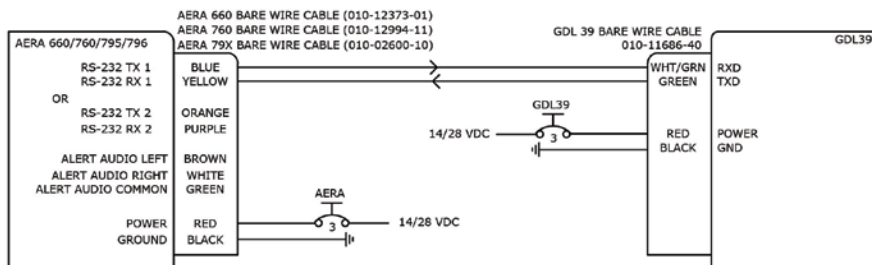 AERA 660 BARE WIRE CABLE (010-12373-01)
AERA 760 BARE WIRE CABLE (010-12994-11)
AERA 79X BARE WIRE CABLE (010-02600-10)
GDL 39 BARE WIRE CABLE
010-11686-40
AERA 660/760/795/796
GDL39
RS-232 TX 1 BLUE
RS-232 RX 1 YELLOW
OR
RS-232 TX 2 ORANGE
RS-232 RX 2 PURPLE
ALERT AUDIO LEFT BROWN
ALERT AUDIO RIGHT WHITE
ALERT AUDIO COMMON GREEN
POWER RED
GROUND BLACK
AERA
3
14/28 VDC
WHT/GRN RXD
GREEN TXD
GDL39
14/28 VDC
3
RED POWER
BLACK GND